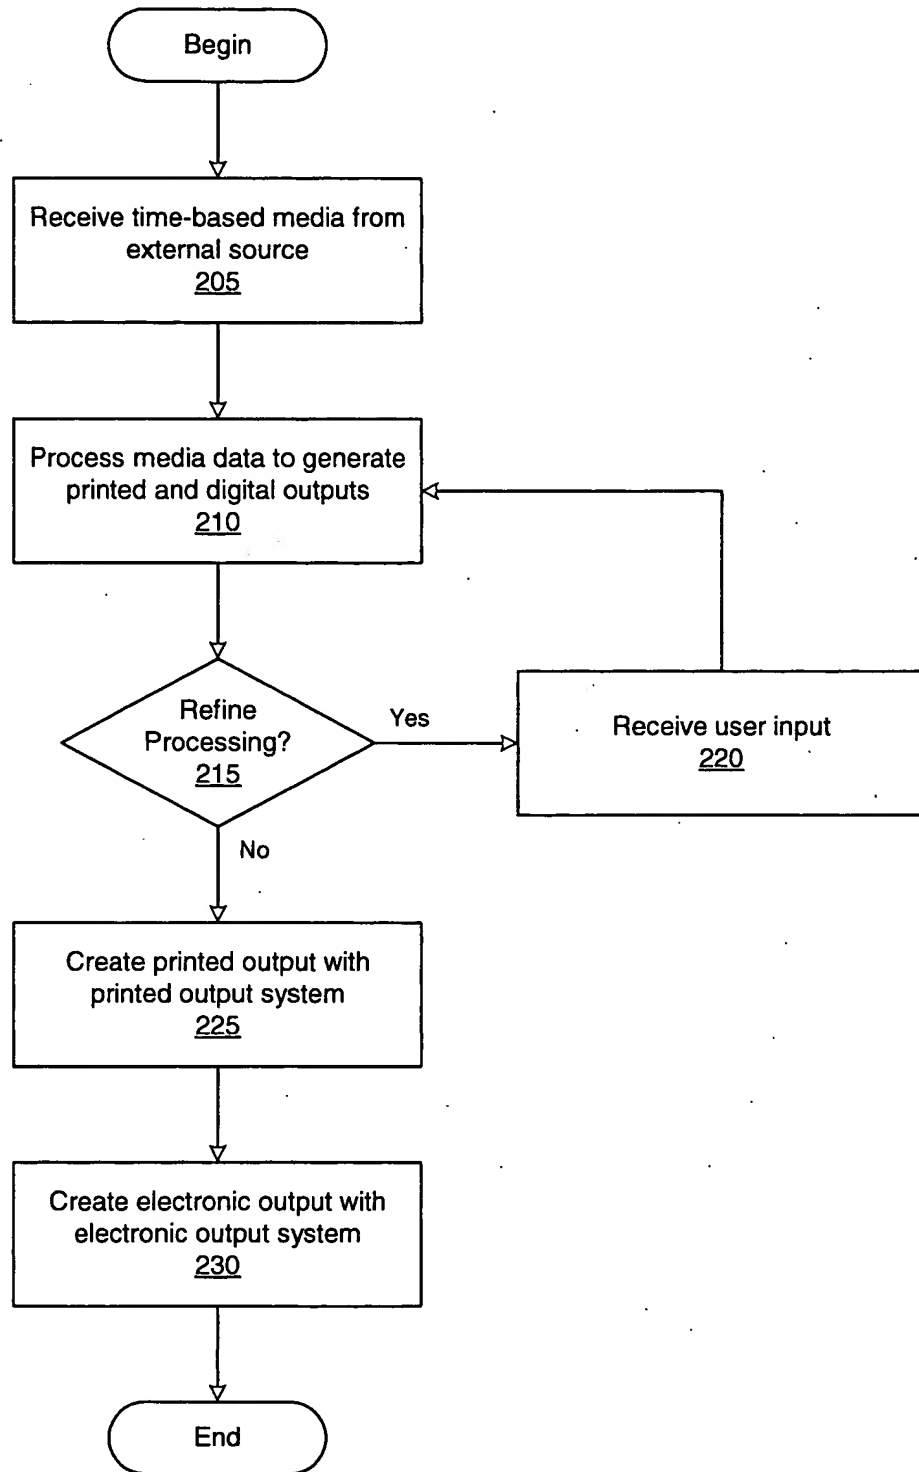 Begin
Receive time-based media from
external source
205
Process media data to generate
printed and digital outputs
210
Refine
Processing?
215
Yes
Receive user input
220
No
Create printed output with
printed output system
225
Create electronic output with
electronic output system
230
End